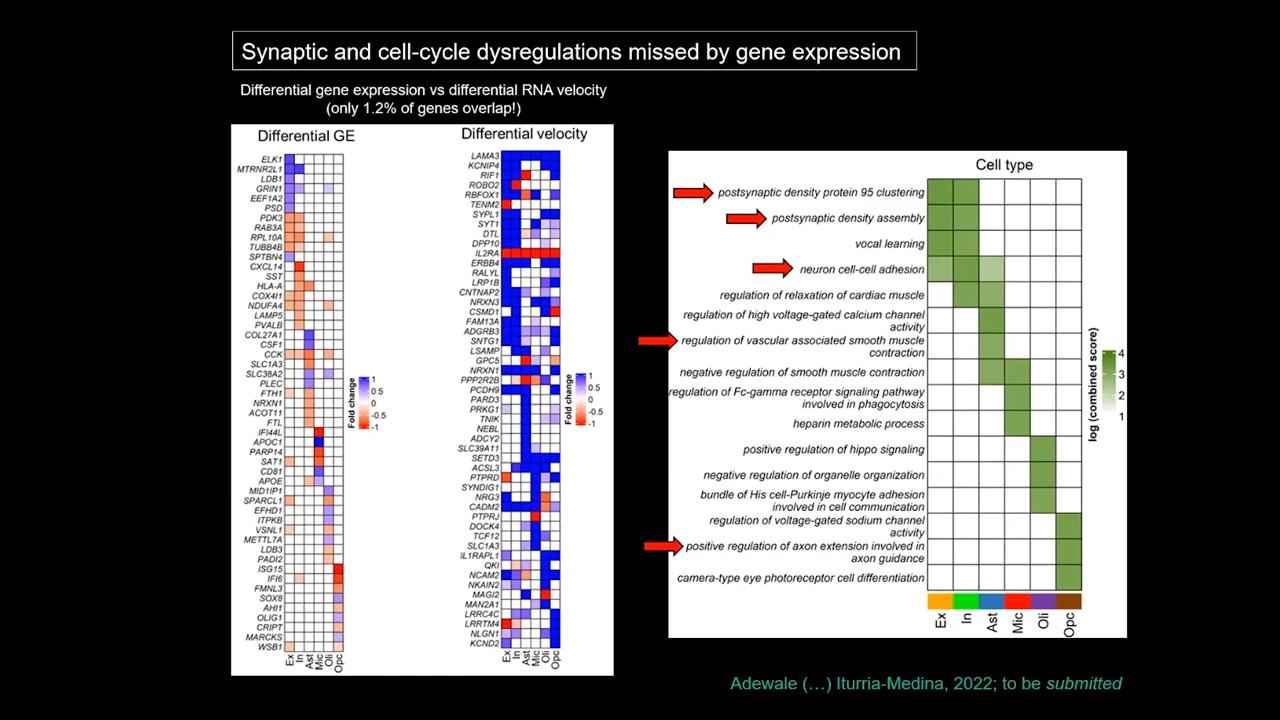 Synaptic and cell-cycle dysregulations missed by gene expression
Differential gene expression vs differential RNA velocity
(only 1.2% of genes overlap!)
Differential GE
ELK1
MTRNR2L1
LDB1
GRIN1
EEF1A2
PSD
PDK3
RAB3A
RPL10A
TUBB4B
SPTBN4
CXCL14
SST
HLA-A
COX4I1
NDUFA4
LAMP5
PVALB
COL27A1
CSF1
CCK
SLC1A3
SLC38A2
PLEC
FTH1
NRXN1
ACOT11
FTL
IFI44L
APOC1
PARP14
SAT1
CD81
APOE
MID1IP1
SPARCL1
EFHD1
ITPKB
VSNL1
METTL7A
LDB3
PADI2
ISG15
IFI6
FMNL3
SOX8
AHI1
OLIG1
CRIPT
MARCKS
WSB1
Ex
In
Ast
Mic
Oli
Opc
Fold change
1
0.5
0
-0.5
-1
Differential velocity
LAMA3
KCNIP4
RIF1
ROBO2
RBFOX1
TENM2
SYPL1
SYT1
DTL
DPP10
IL2RA
ERBB4
RALYL
LRP1B
CNTNAP2
NRXN3
CSMD1
FAM13A
ADGRB3
SNTG1
LSAMP
GPC5
NRXN1
PPP2R2B
PCDH9
PARD3
PRKG1
TNIK
NEBL
ADCY2
SLC39A11
SETD3
ACSL3
PTPRD
SYNDIG1
NRG3
CADM2
PTPRJ
DOCK4
TCF12
SLC1A3
IL1RAPL1
QKI
NCAM2
NKAIN2
MAGI2
MAN2A1
LRRC4C
LRRTM4
NLGN1
KCND2
Ex
In
Ast
Mic
Oli
Opc
Fold change
1
0.5
0
-0.5
-1
Cell type
postsynaptic density protein 95 clustering
postsynaptic density assembly
vocal learning
neuron cell-cell adhesion
regulation of relaxation of cardiac muscle
regulation of high voltage-gated calcium channel
activity
regulation of vascular associated smooth muscle
contraction
negative regulation of smooth muscle contraction
regulation of Fc-gamma receptor signaling pathway
involved in phagocytosis
heparin metabolic process
positive regulation of hippo signaling
negative regulation of organelle organization
bundle of His cell-Purkinje myocyte adhesion
involved in cell communication
regulation of voltage-gated sodium channel
activity
positive regulation of axon extension involved in
axon guidance
camera-type eye photoreceptor cell differentiation
Ex
In
Ast
Mic
Oli
Opc
log (combined score)
4
3
2
1
Adewale (…) Iturria-Medina, 2022; to be submitted